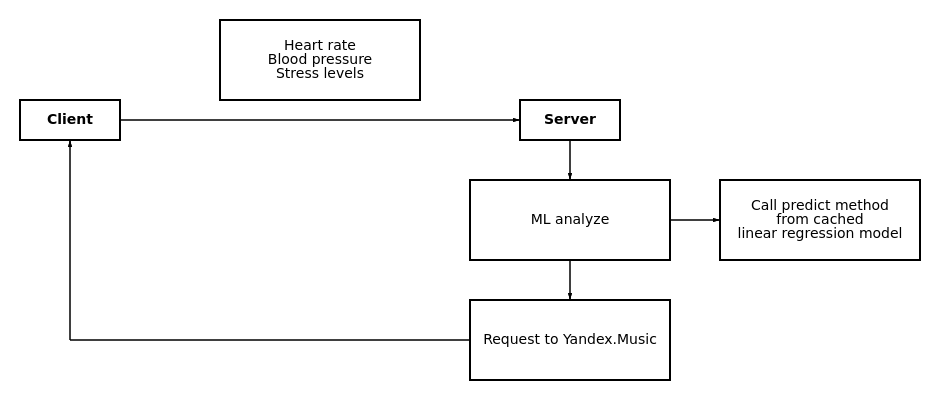 Heart rate
Blood pressure
Stress levels
Client
Server
ML analyze
Call predict method
from cached
linear regression model
Request to Yandex.Music